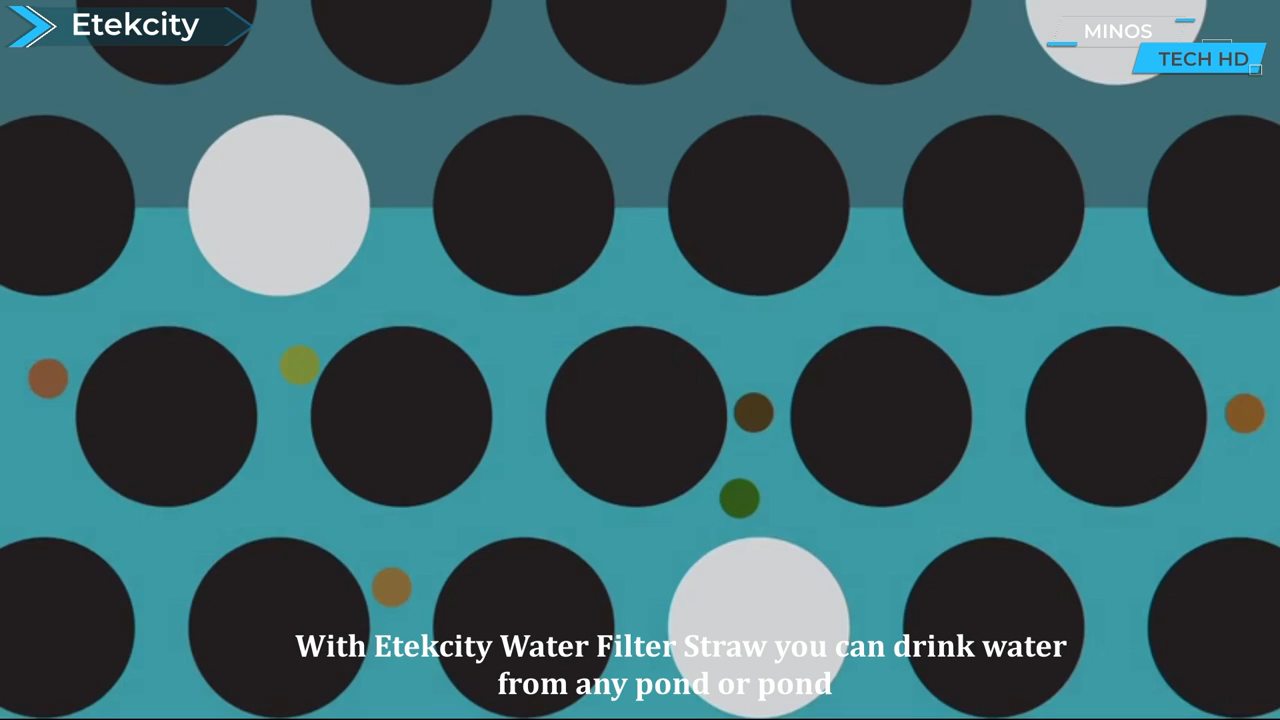 Etekcity
MINOS
TECH HD
With Etekcity Water Filter Straw you can drink water
from any pond or pond